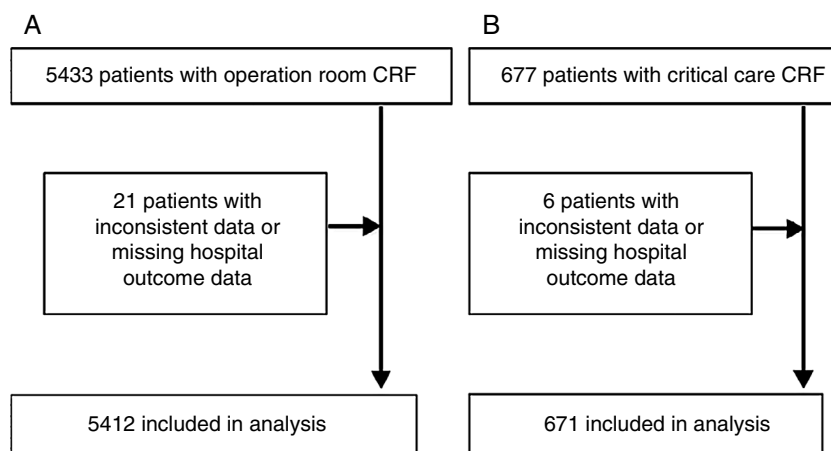 A
5433 patients with operation room CRF
21 patients with
inconsistent data or
missing hospital
outcome data
5412 included in analysis
B
677 patients with critical care CRF
6 patients with
inconsistent data or
missing hospital
outcome data
671 included in analysis